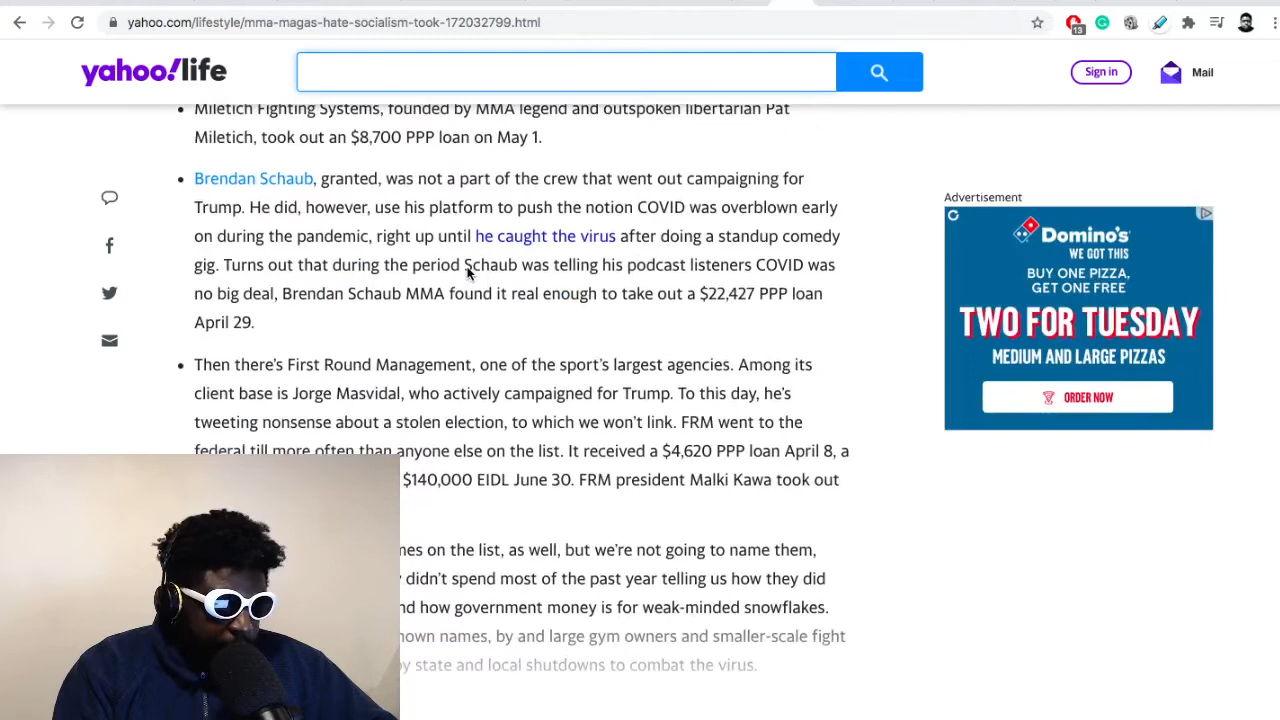 yahoo.com/lifestyle/mma-magas-hate-socialism-took-172032799.html
13
yahoo!life
Sign in
Mail
Miletich Fighting Systems, founded by MMA legend and outspoken libertarian Pat
Miletich, took out an $8,700 PPP loan on May 1.
Brendan Schaub, granted, was not a part of the crew that went out campaigning for
Trump. He did, however, use his platform to push the notion COVID was overblown early
on during the pandemic, right up until he caught the virus after doing a standup comedy
gig. Turns out that during the period Schaub was telling his podcast listeners COVID was
no big deal, Brendan Schaub MMA found it real enough to take out a $22,427 PPP loan
April 29.
Then there's First Round Management, one of the sport's largest agencies. Among its
client base is Jorge Masvidal, who actively campaigned for Trump. To this day, he's
tweeting nonsense about a stolen election, to which we won't link. FRM went to the
federal till more often than anyone else on the list. It received a $4,620 PPP loan April 8, a
$140,000 EIDL June 30. FRM president Malki Kawa took out
on the list, as well, but we're not going to name them,
didn't spend most of the past year telling us how they did
how government money is for weak-minded snowflakes.
names, by and large gym owners and smaller-scale fight
by state and local shutdowns to combat the virus.
Advertisement
Domino's
WE GOT THIS
BUY ONE PIZZA,
GET ONE FREE
TWO FOR TUESDAY
MEDIUM AND LARGE PIZZAS
ORDER NOW